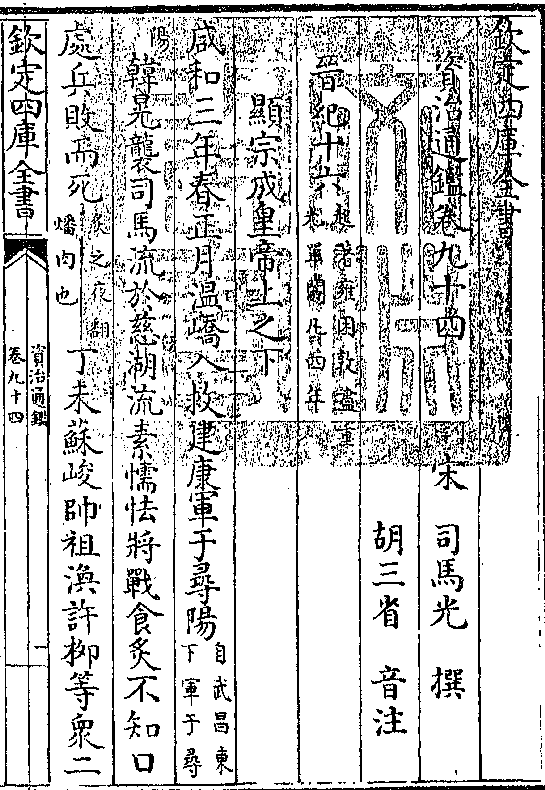 欽定四庫全書
資治通鑑卷九十四 宋 司馬光 撰
胡三省 音注
晉紀十六 起著雍困敦盡重
光單閼凡四年
顯宗成皇帝上之下
咸和三年春正月温嶠入救建康軍于尋陽 自武昌東
下軍于尋
陽 韓晃襲司馬流於慈湖流素懦怯將戰食炙不知口
處兵敗而死 炙之夜翻
燔肉也 丁未蘇峻帥祖渙許栁等衆二
欽定四庫全書
資治通鑑
卷九十四
一